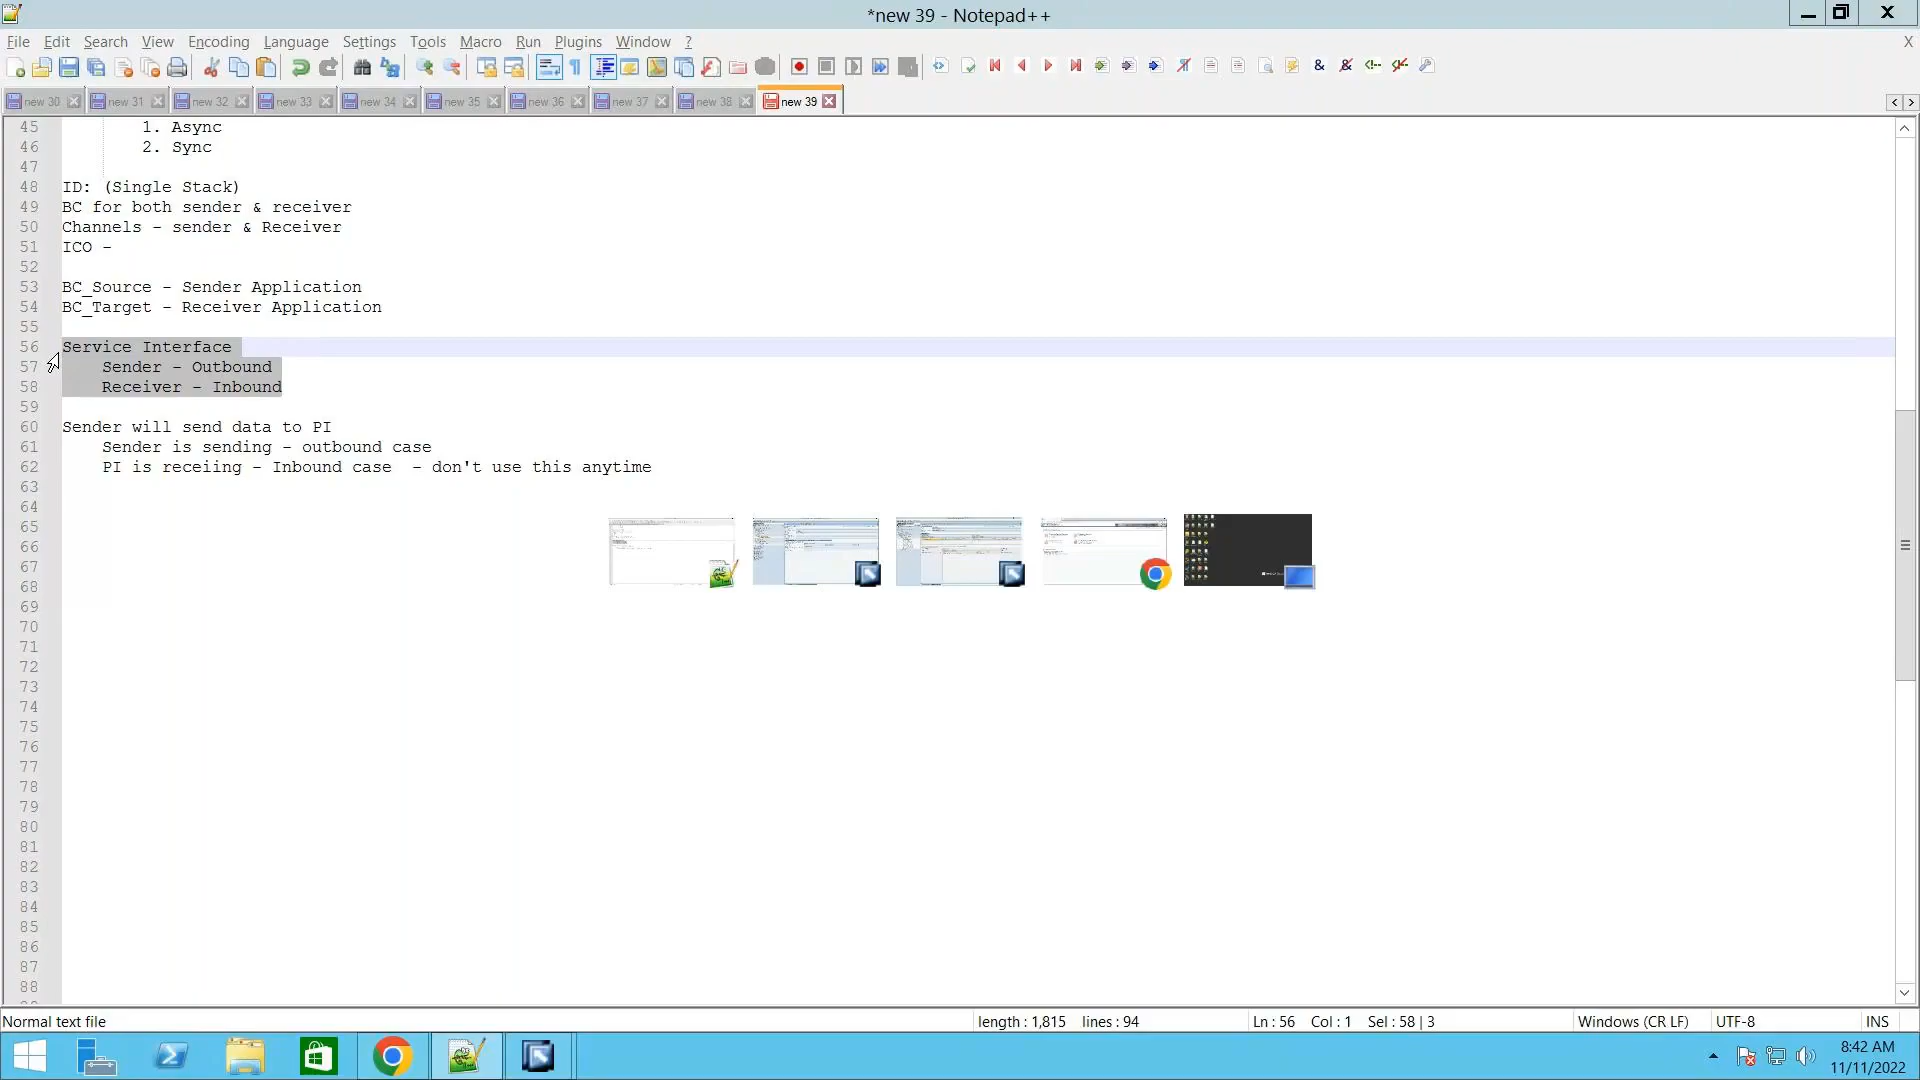 *new 39 - Notepad++
File Edit Search View Encoding Language Settings Tools Macro Run Plugins Window ? X
new 30 new 31 new 32 new 33 new 34 new 35 new 36 new 37 new 38 new 39
45 1. Async
46 2. Sync
47
48 ID: (Single Stack)
49 BC for both sender & receiver
50 Channels - sender & Receiver
51 ICO -
52
53 BC_Source - Sender Application
54 BC_Target - Receiver Application
55
56 Service Interface
57 Sender - Outbound
58 Receiver - Inbound
59
60 Sender will send data to PI
61 Sender is sending - outbound case
62 PI is receiing - Inbound case - don't use this anytime
63
64
65
66
67
68
69
70
71
72
73
74
75
76
77
78
79
80
81
82
83
84
85
86
87
88
Normal text file length : 1,815 lines : 94 Ln : 56 Col : 1 Sel : 58 | 3 Windows (CR LF) UTF-8 INS
8:42 AM
11/11/2022